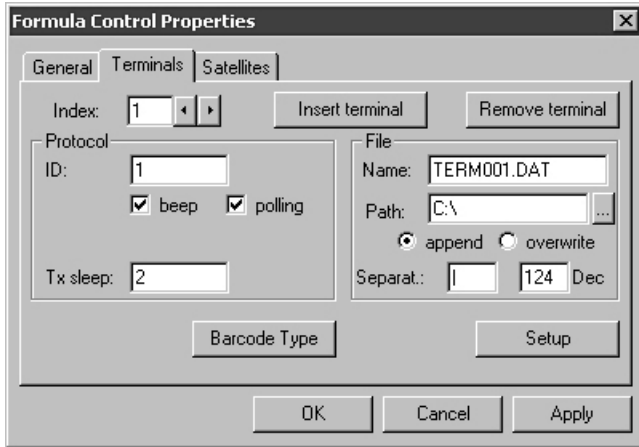 Formula Control Properties
General Terminals Satellites
Index: 1 Insert terminal Remove terminal
Protocol File
ID: 1 Name: TERM001.DAT
beep polling Path: C:\ ...
append overwrite
Tx sleep: 2 Separat.: | 124 Dec
Barcode Type Setup
OK Cancel Apply